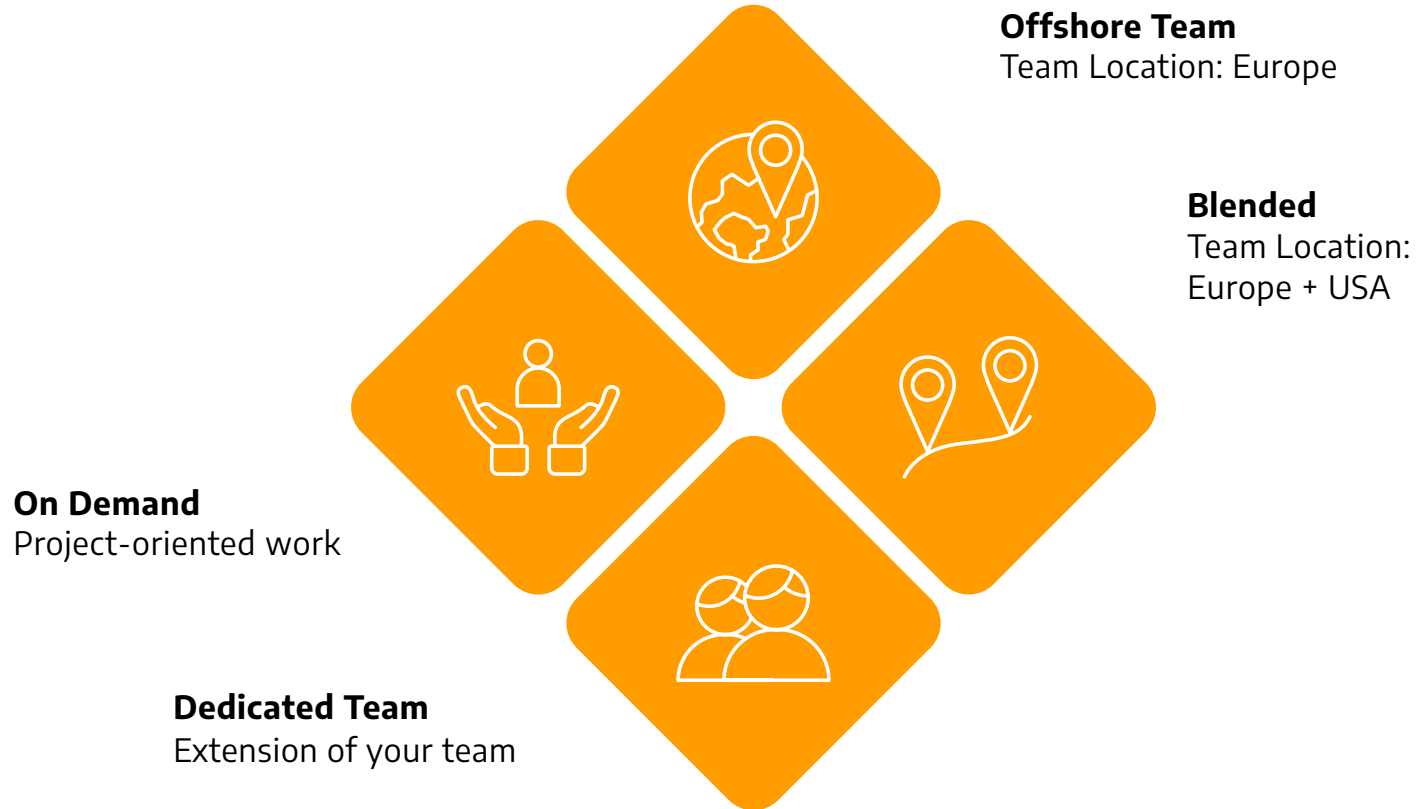 Offshore Team
Team Location: Europe
Blended
Team Location:
Europe + USA
On Demand
Project-oriented work
Dedicated Team
Extension of your team